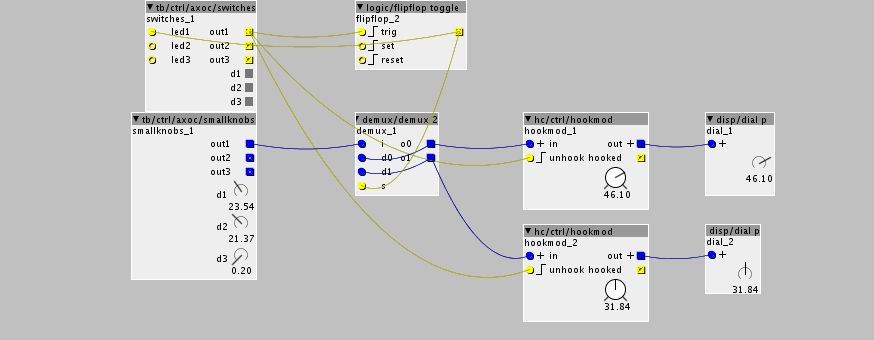 tb/ctrl/axoc/switches
switches_1
led1 out1
led2 out2
led3 out3
d1
d2
d3
logic/flipflop toggle
flipflop_2
trig
set
reset
tb/ctrl/axoc/smallknobs
smallknobs_1
out1
out2
out3
d1
23.54
d2
21.37
d3
0.20
demux/demux 2
demux_1
i o0
d0 o1
d1
s
hc/ctrl/hookmod
hookmod_1
+ in out +
unhook hooked
46.10
disp/dial p
dial_1
+
46.10
hc/ctrl/hookmod
hookmod_2
+ in out +
unhook hooked
31.84
disp/dial p
dial_2
+
31.84